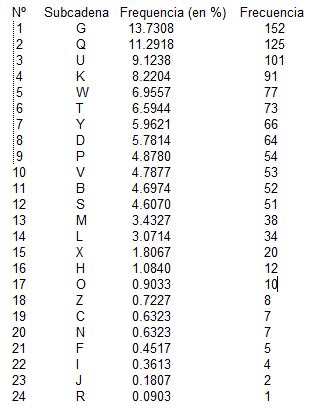 Nº Subcadena Frequencia (en %) Frecuencia
1 G 13.7308 152
2 Q 11.2918 125
3 U 9.1238 101
4 K 8.2204 91
5 W 6.9557 77
6 T 6.5944 73
7 Y 5.9621 66
8 D 5.7814 64
9 P 4.8780 54
10 V 4.7877 53
11 B 4.6974 52
12 S 4.6070 51
13 M 3.4327 38
14 L 3.0714 34
15 X 1.8067 20
16 H 1.0840 12
17 O 0.9033 10
18 Z 0.7227 8
19 C 0.6323 7
20 N 0.6323 7
21 F 0.4517 5
22 I 0.3613 4
23 J 0.1807 2
24 R 0.0903 1